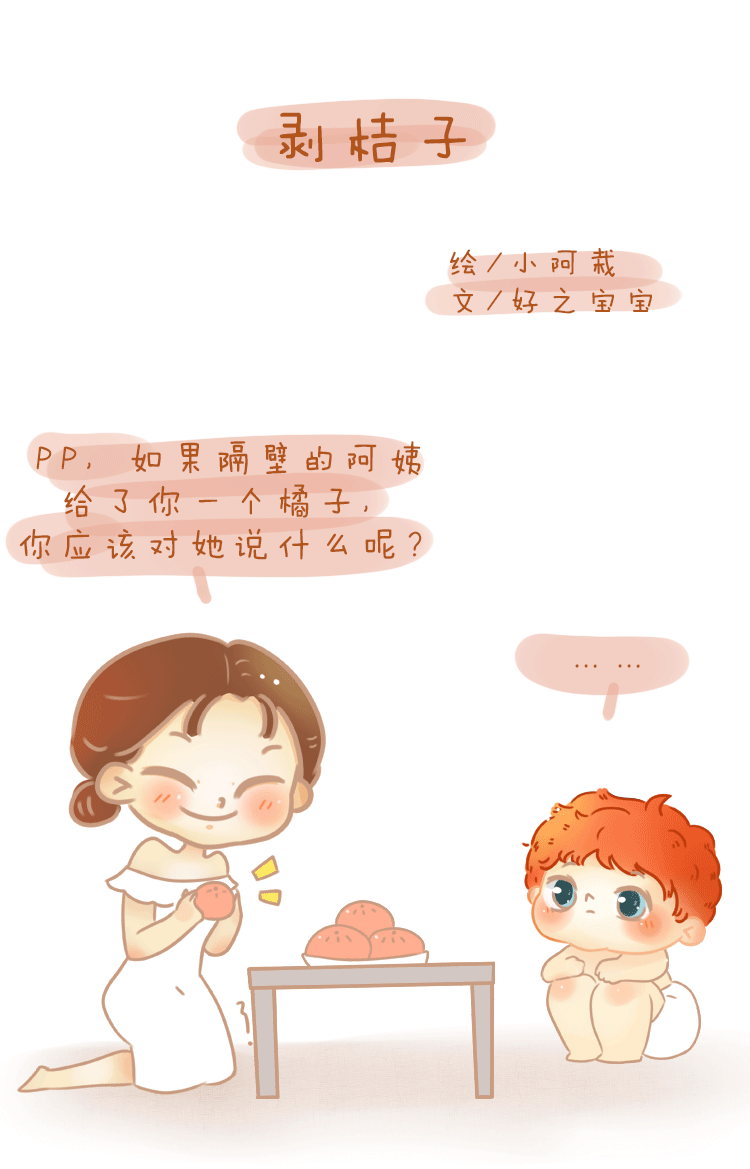 剥桔子
绘/小阿栽
文/好之宝宝
PP, 如果隔壁的阿姨
给了你一个橘子,
你应该对她说什么呢?
… …